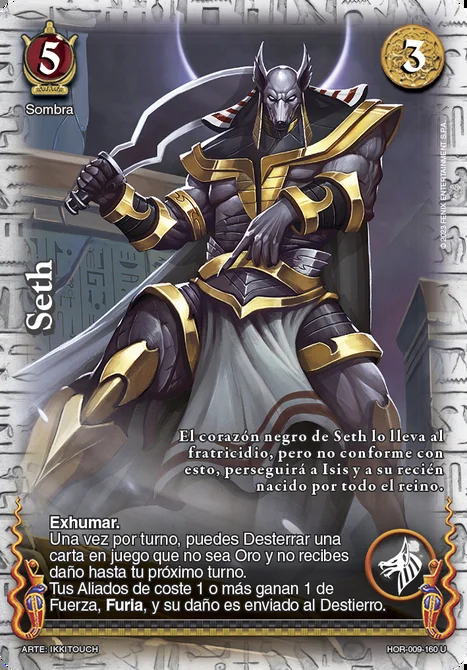 5
3
Sombra
© 2023 FENIX ENTERTAINMENT S.P.A.
Seth
El corazón negro de Seth lo lleva al
fratricidio, pero no conforme con
esto, perseguirá a Isis y a su recién
nacido por todo el reino.
Exhumar.
Una vez por turno, puedes Desterrar una
carta en juego que no sea Oro y no recibes
daño hasta tu próximo turno.
Tus Aliados de coste 1 o más ganan 1 de
Fuerza, Furia, y su daño es enviado al Destierro.
ARTE: IKKITOUCH
HOR-009-160 U